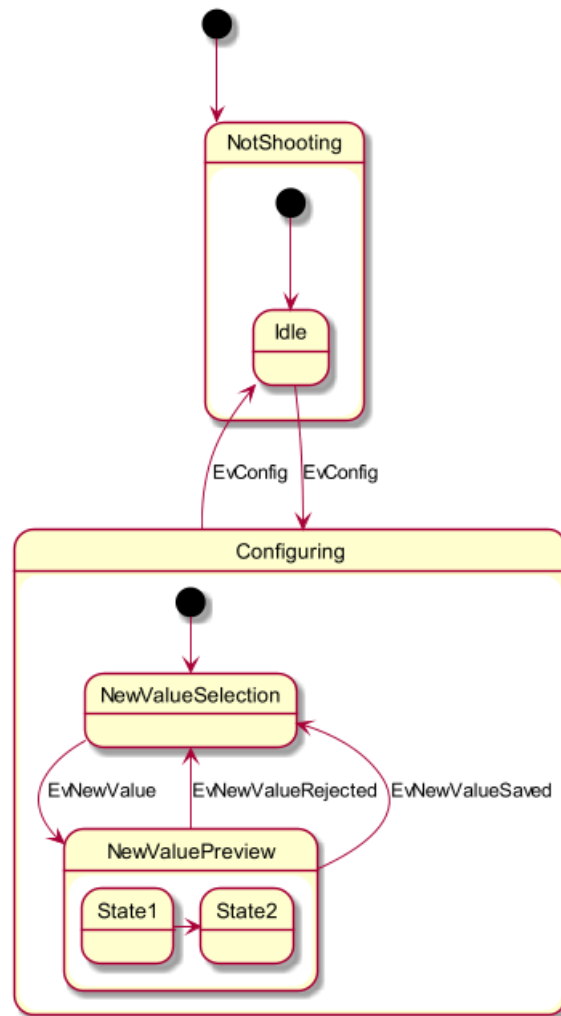 NotShooting
Idle
EvConfig EvConfig
Configuring
NewValueSelection
EvNewValue EvNewValueRejected EvNewValueSaved
NewValuePreview
State1 State2